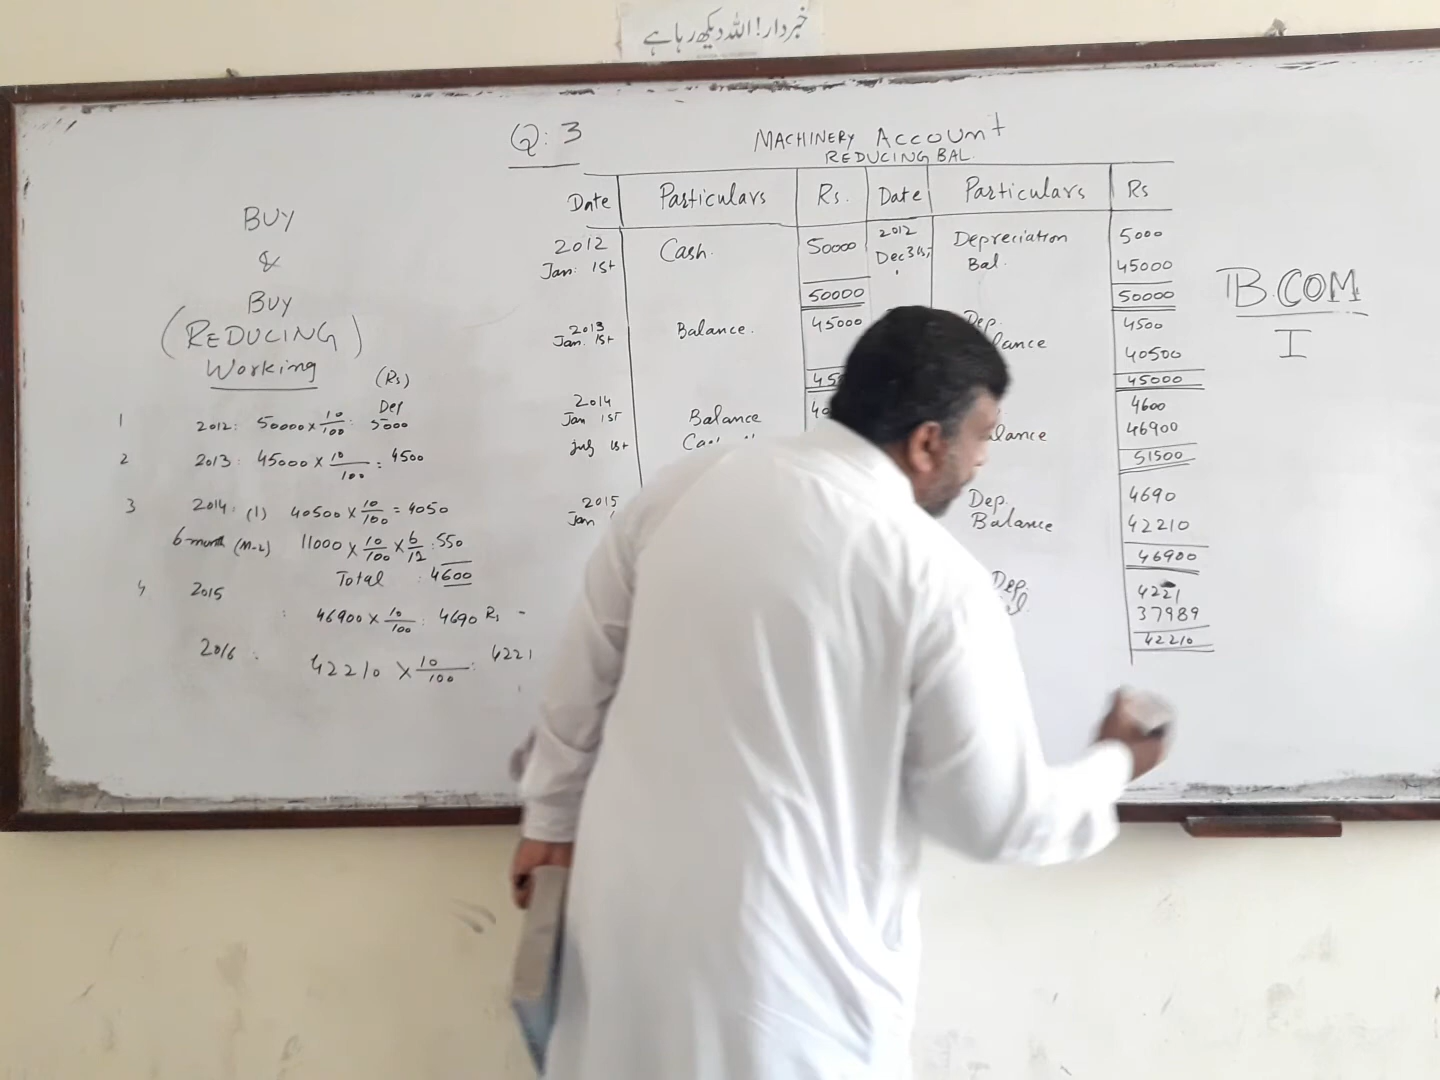 خبردار! اللہ دیکھ رہا ہے
Q: 3
MACHINERY ACCOUNT
REDUCING BAL.
Date Particulars Rs. Date Particulars Rs
2012 Cash. 50000 2012 Depreciation 5000
Jan: 1st Dec 31st, Bal. 45000
50000 50000
2013 Balance. 45000 Dep. 4500
Jan. 1st 40500
45000
2014 4600
Jan 1st Balance 46900
July 1st
51500
2015 Dep. 4690
Jan Balance 42210
46900
Dep. 4221
37989
42210
BUY
&
BUY
(REDUCING)
Working
(Rs)
Dep
1 2012: 50000 × 10/100: 5000
2 2013: 45000 × 10/100 : 4500
3 2014: (1) 40500 × 10/100 = 4050
6-month (M-2) 11000 × 10/100 × 6/12 : 550
Total : 4600
4 2015
: 46900 × 10/100 : 4690 Rs -
2016 : 42210 × 10/100 : 4221
B.COM
I